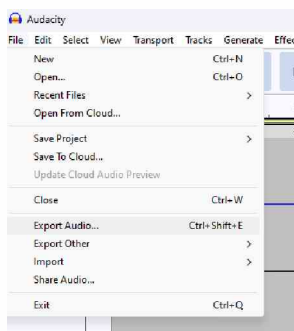 Audacity
File Edit Select View Transport Tracks Generate Effec
New Ctrl+N
Open... Ctrl+O
Recent Files >
Open From Cloud...
Save Project >
Save To Cloud...
Update Cloud Audio Preview
Close Ctrl+W
Export Audio... Ctrl+Shift+E
Export Other >
Import >
Share Audio...
Exit Ctrl+Q